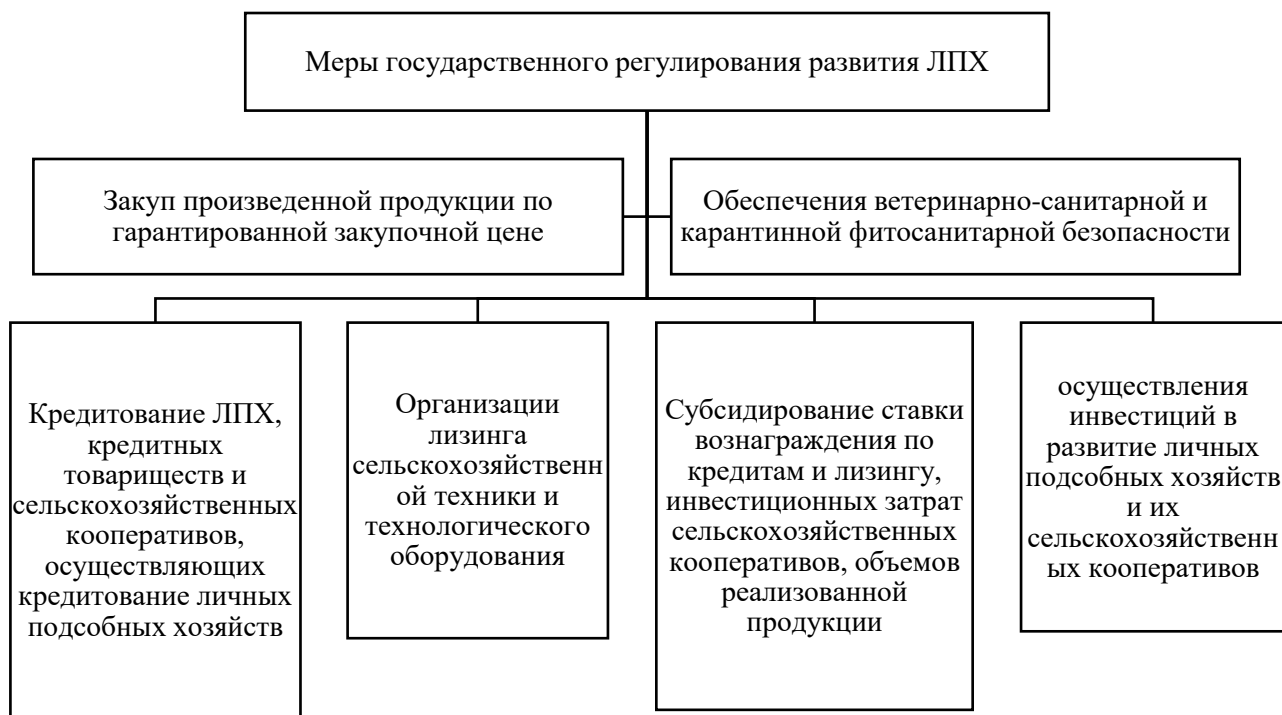 Меры государственного регулирования развития ЛПХ
Закуп произведенной продукции по
гарантированной закупочной цене
Обеспечения ветеринарно-санитарной и
карантинной фитосанитарной безопасности
Кредитование ЛПХ,
кредитных
товариществ и
сельскохозяйственных
кооперативов,
осуществляющих
кредитование личных
подсобных хозяйств
Организации
лизинга
сельскохозяйственн
ой техники и
технологического
оборудования
Субсидирование ставки
вознаграждения по
кредитам и лизингу,
инвестиционных затрат
сельскохозяйственных
кооперативов, объемов
реализованной
продукции
осуществления
инвестиций в
развитие личных
подсобных хозяйств
и их
сельскохозяйственн
ых кооперативов